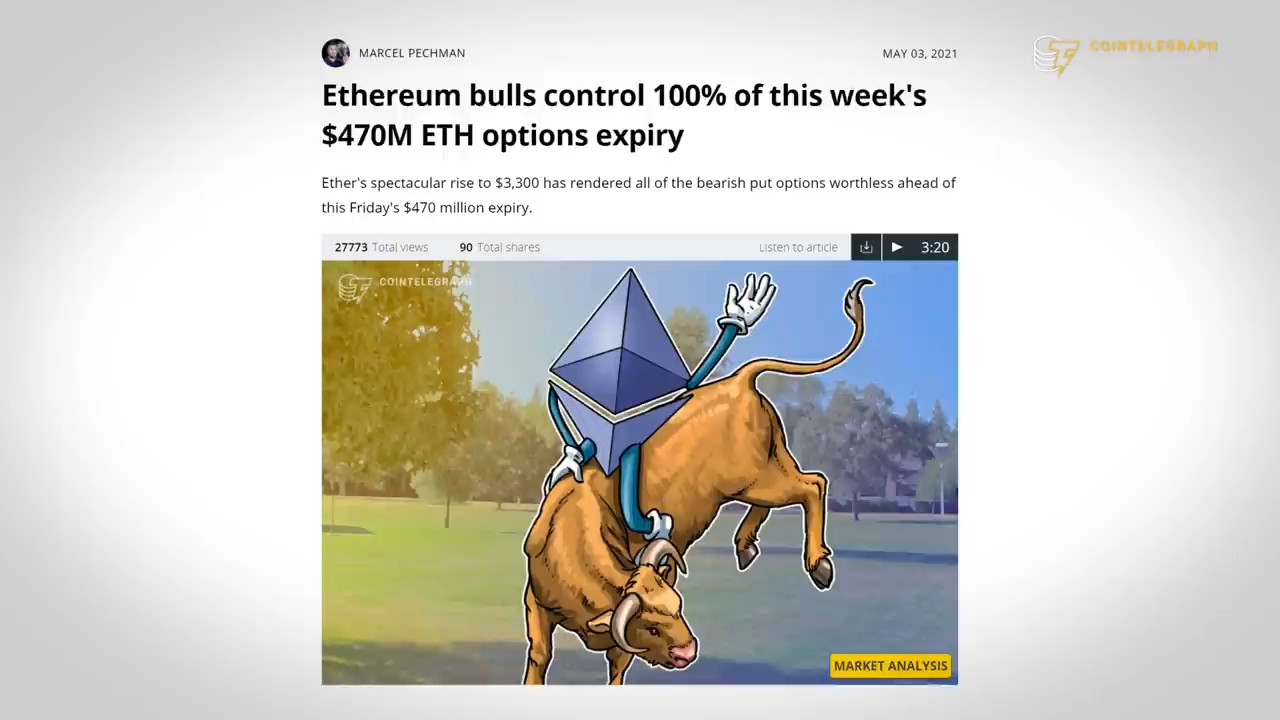 MARCEL PECHMAN
MAY 03, 2021
COINTELEGRAPH
Ethereum bulls control 100% of this week's
$470M ETH options expiry
Ether's spectacular rise to $3,300 has rendered all of the bearish put options worthless ahead of
this Friday's $470 million expiry.
27773 Total views 90 Total shares Listen to article 3:20
COINTELEGRAPH
MARKET ANALYSIS